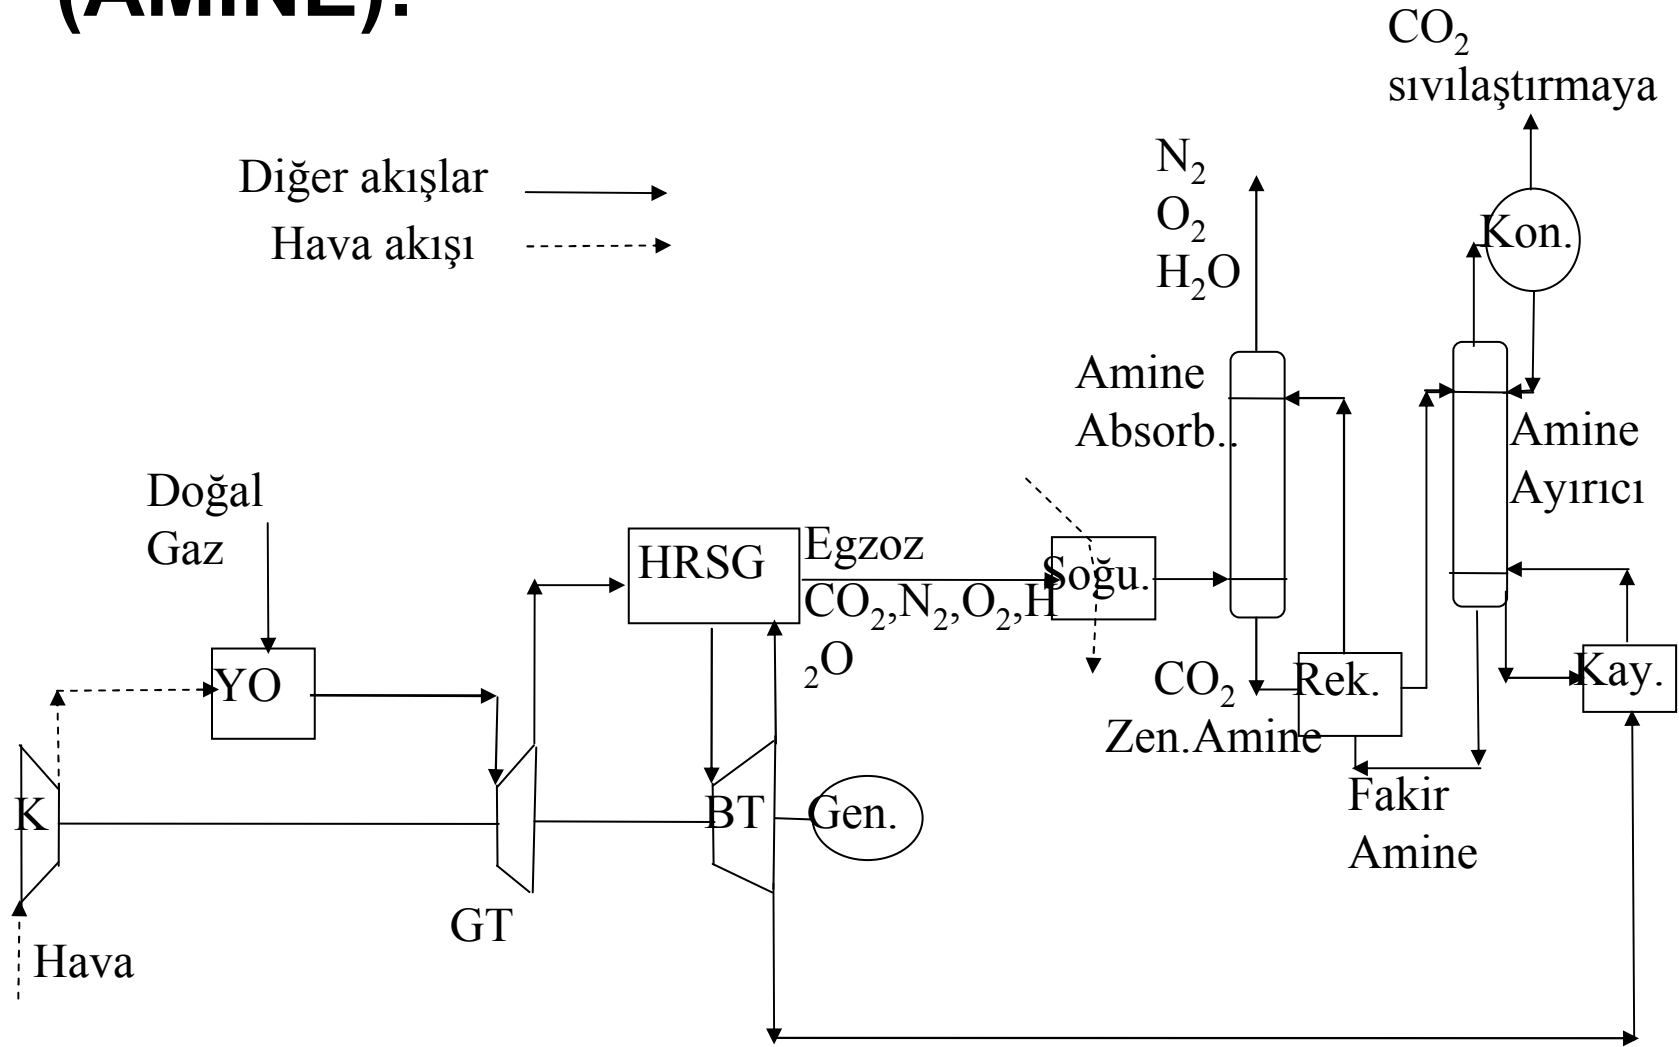 (AMINE).
CO₂
sıvılaştırmaya
N₂
O₂
H₂O
Diğer akışlar
Hava akışı
Kon.
Amine
Absorb..
Amine
Ayırıcı
Doğal
Gaz
HRSG
Egzoz
CO₂,N₂,O₂,H
₂O
Soğu.
YO
CO₂
Zen.Amine
Rek.
Kay.
K
BT
Gen.
Fakir
Amine
GT
Hava